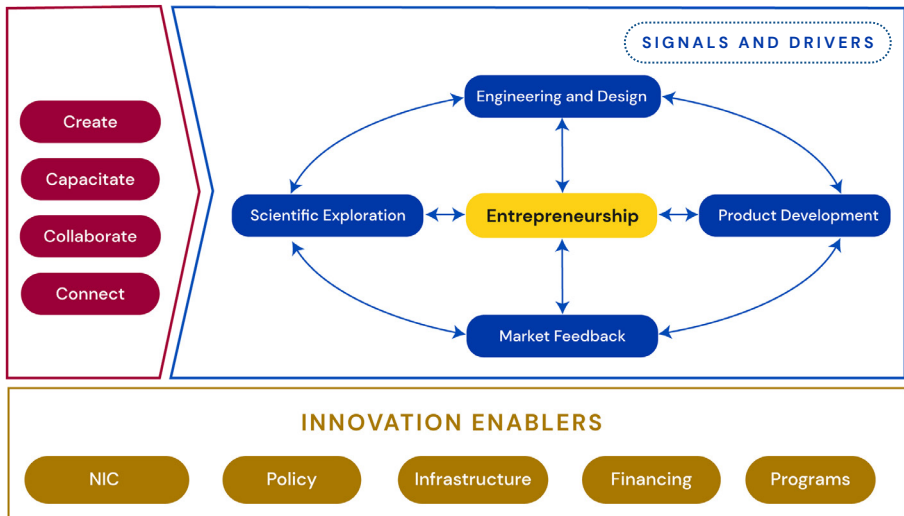 SIGNALS AND DRIVERS
Create
Capacitate
Collaborate
Connect
Engineering and Design
Scientific Exploration
Entrepreneurship
Product Development
Market Feedback
INNOVATION ENABLERS
NIC
Policy
Infrastructure
Financing
Programs